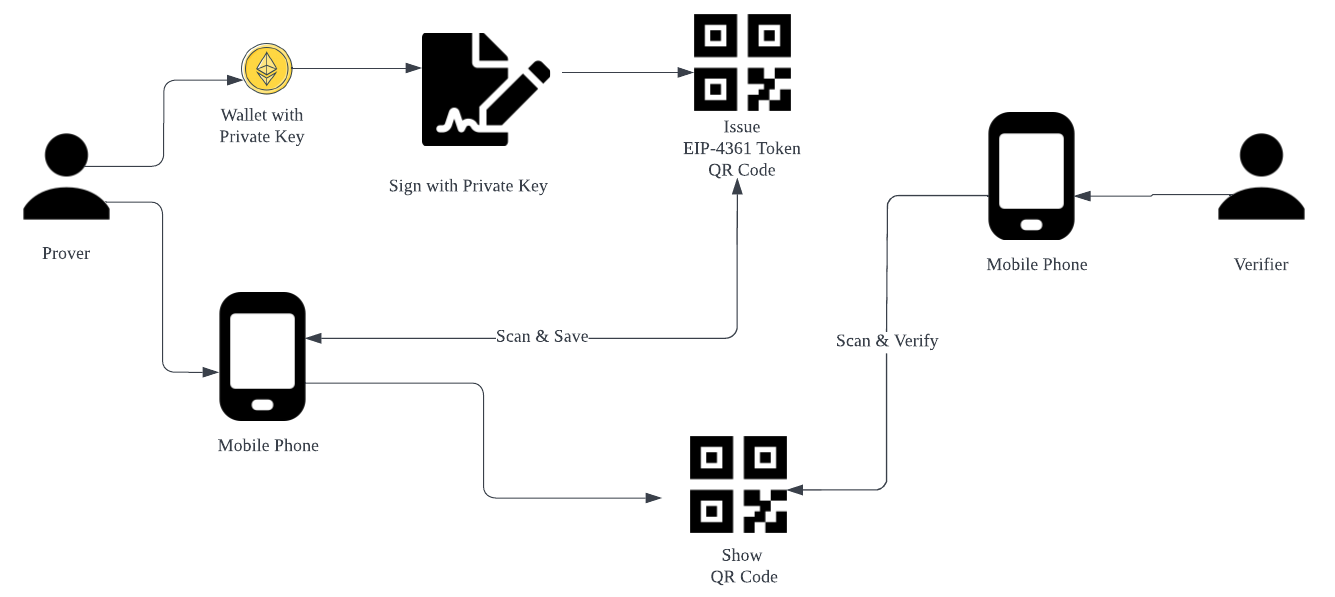 Wallet with
Private Key
Sign with Private Key
Issue
EIP-4361 Token
QR Code
Prover
Mobile Phone
Verifier
Scan & Save
Scan & Verify
Mobile Phone
Show
QR Code